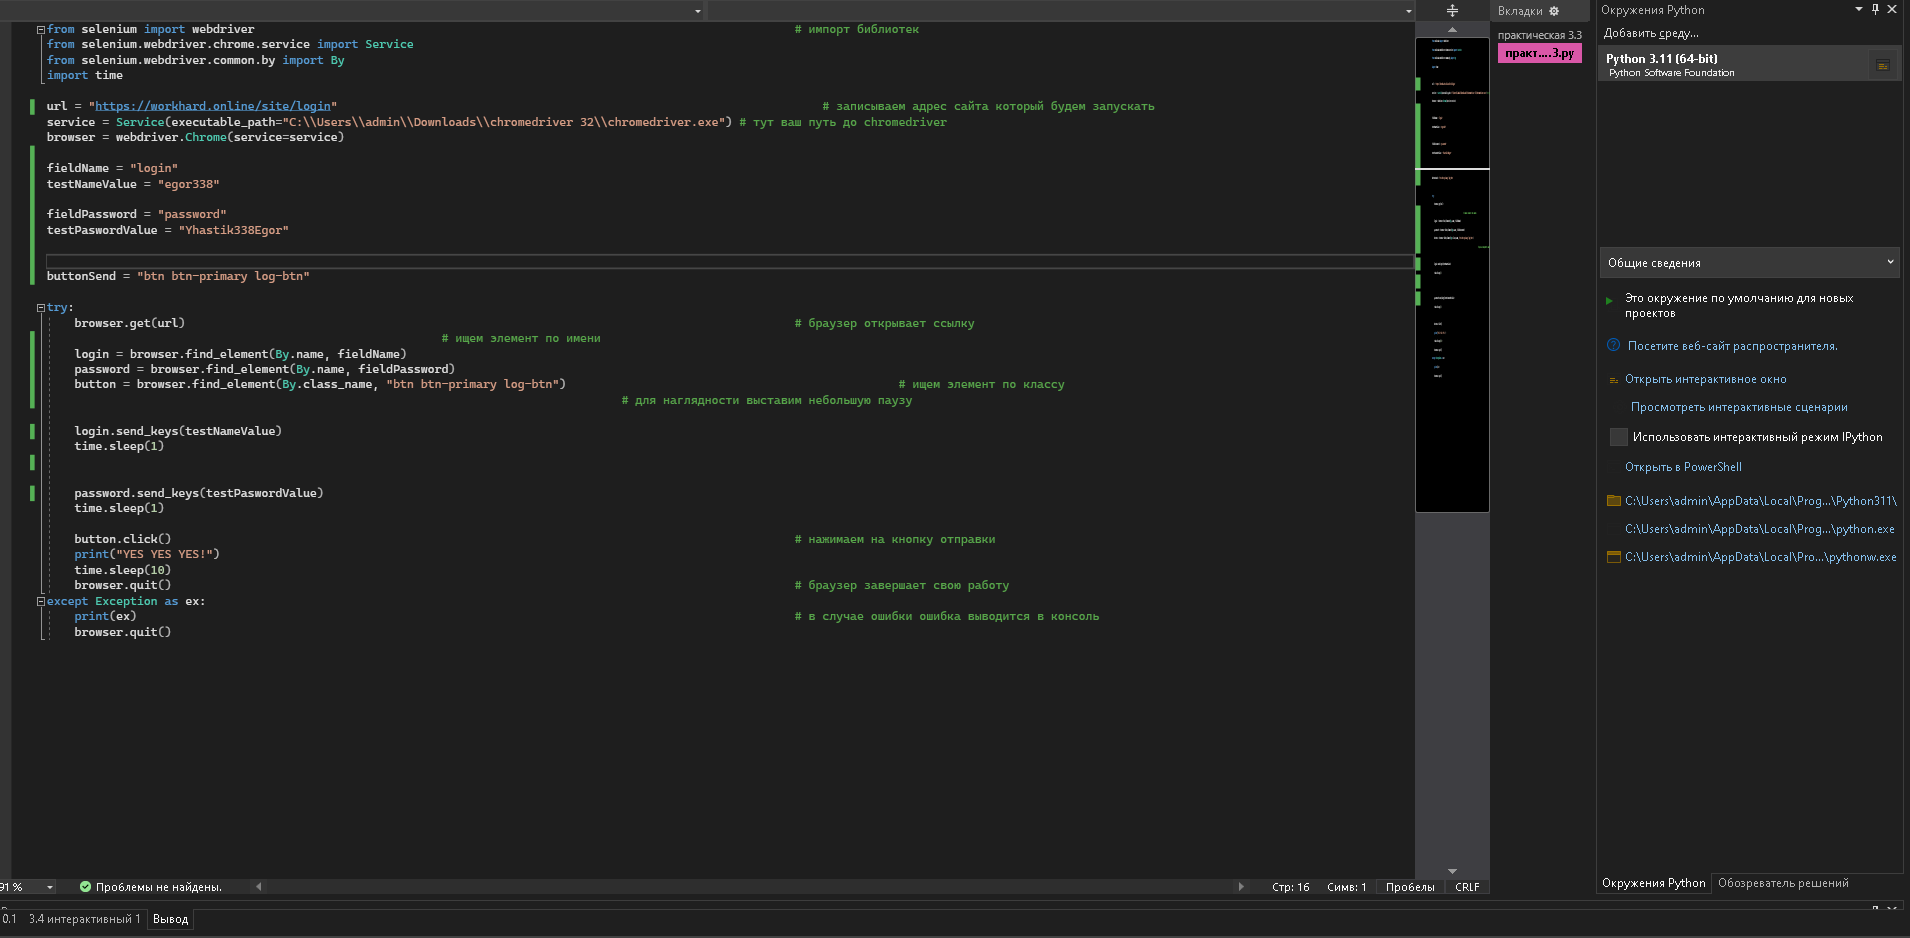 from selenium import webdriver # импорт библиотек
from selenium.webdriver.chrome.service import Service
from selenium.webdriver.common.by import By
import time
url = "https://workhard.online/site/login" # записываем адрес сайта который будем запускать
service = Service(executable_path="C:\\Users\\admin\\Downloads\\chromedriver 32\\chromedriver.exe") # тут ваш путь до chromedriver
browser = webdriver.Chrome(service=service)
fieldName = "login"
testNameValue = "egor338"
fieldPassword = "password"
testPaswordValue = "Yhastik338Egor"
buttonSend = "btn btn-primary log-btn"
try:
browser.get(url) # браузер открывает ссылку
# ищем элемент по имени
login = browser.find_element(By.name, fieldName)
password = browser.find_element(By.name, fieldPassword)
button = browser.find_element(By.class_name, "btn btn-primary log-btn") # ищем элемент по классу
# для наглядности выставим небольшую паузу
login.send_keys(testNameValue)
time.sleep(1)
password.send_keys(testPaswordValue)
time.sleep(1)
button.click() # нажимаем на кнопку отправки
print("YES YES YES!")
time.sleep(10)
browser.quit() # браузер завершает свою работу
except Exception as ex:
print(ex) # в случае ошибки ошибка выводится в консоль
browser.quit()
91 % Проблемы не найдены. Стр: 16 Симв: 1 Пробелы CRLF
0.1 3.4 интерактивный 1 Вывод
Вкладки
практическая 3.3
практ....3.py
Окружения Python
Добавить среду...
Python 3.11 (64-bit)
Python Software Foundation
Общие сведения
Это окружение по умолчанию для новых
проектов
Посетите веб-сайт распространителя.
Открыть интерактивное окно
Просмотреть интерактивные сценарии
Использовать интерактивный режим IPython
Открыть в PowerShell
C:\Users\admin\AppData\Local\Prog...\Python311\
C:\Users\admin\AppData\Local\Prog...\python.exe
C:\Users\admin\AppData\Local\Pro...\pythonw.exe
Окружения Python Обозреватель решений